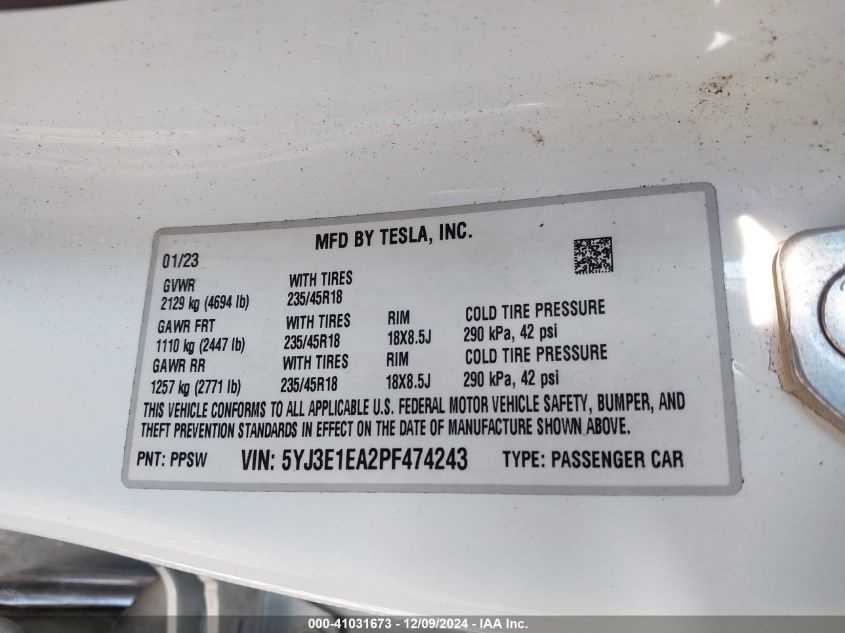 MFD BY TESLA, INC.
01/23
GVWR WITH TIRES
2129 kg (4694 lb) 235/45R18
GAWR FRT WITH TIRES RIM COLD TIRE PRESSURE
1110 kg (2447 lb) 235/45R18 18X8.5J 290 kPa, 42 psi
GAWR RR WITH TIRES RIM COLD TIRE PRESSURE
1257 kg (2771 lb) 235/45R18 18X8.5J 290 kPa, 42 psi
THIS VEHICLE CONFORMS TO ALL APPLICABLE U.S. FEDERAL MOTOR VEHICLE SAFETY, BUMPER, AND
THEFT PREVENTION STANDARDS IN EFFECT ON THE DATE OF MANUFACTURE SHOWN ABOVE.
PNT: PPSW VIN: 5YJ3E1EA2PF474243 TYPE: PASSENGER CAR
000-41031673 - 12/09/2024 - IAA Inc.